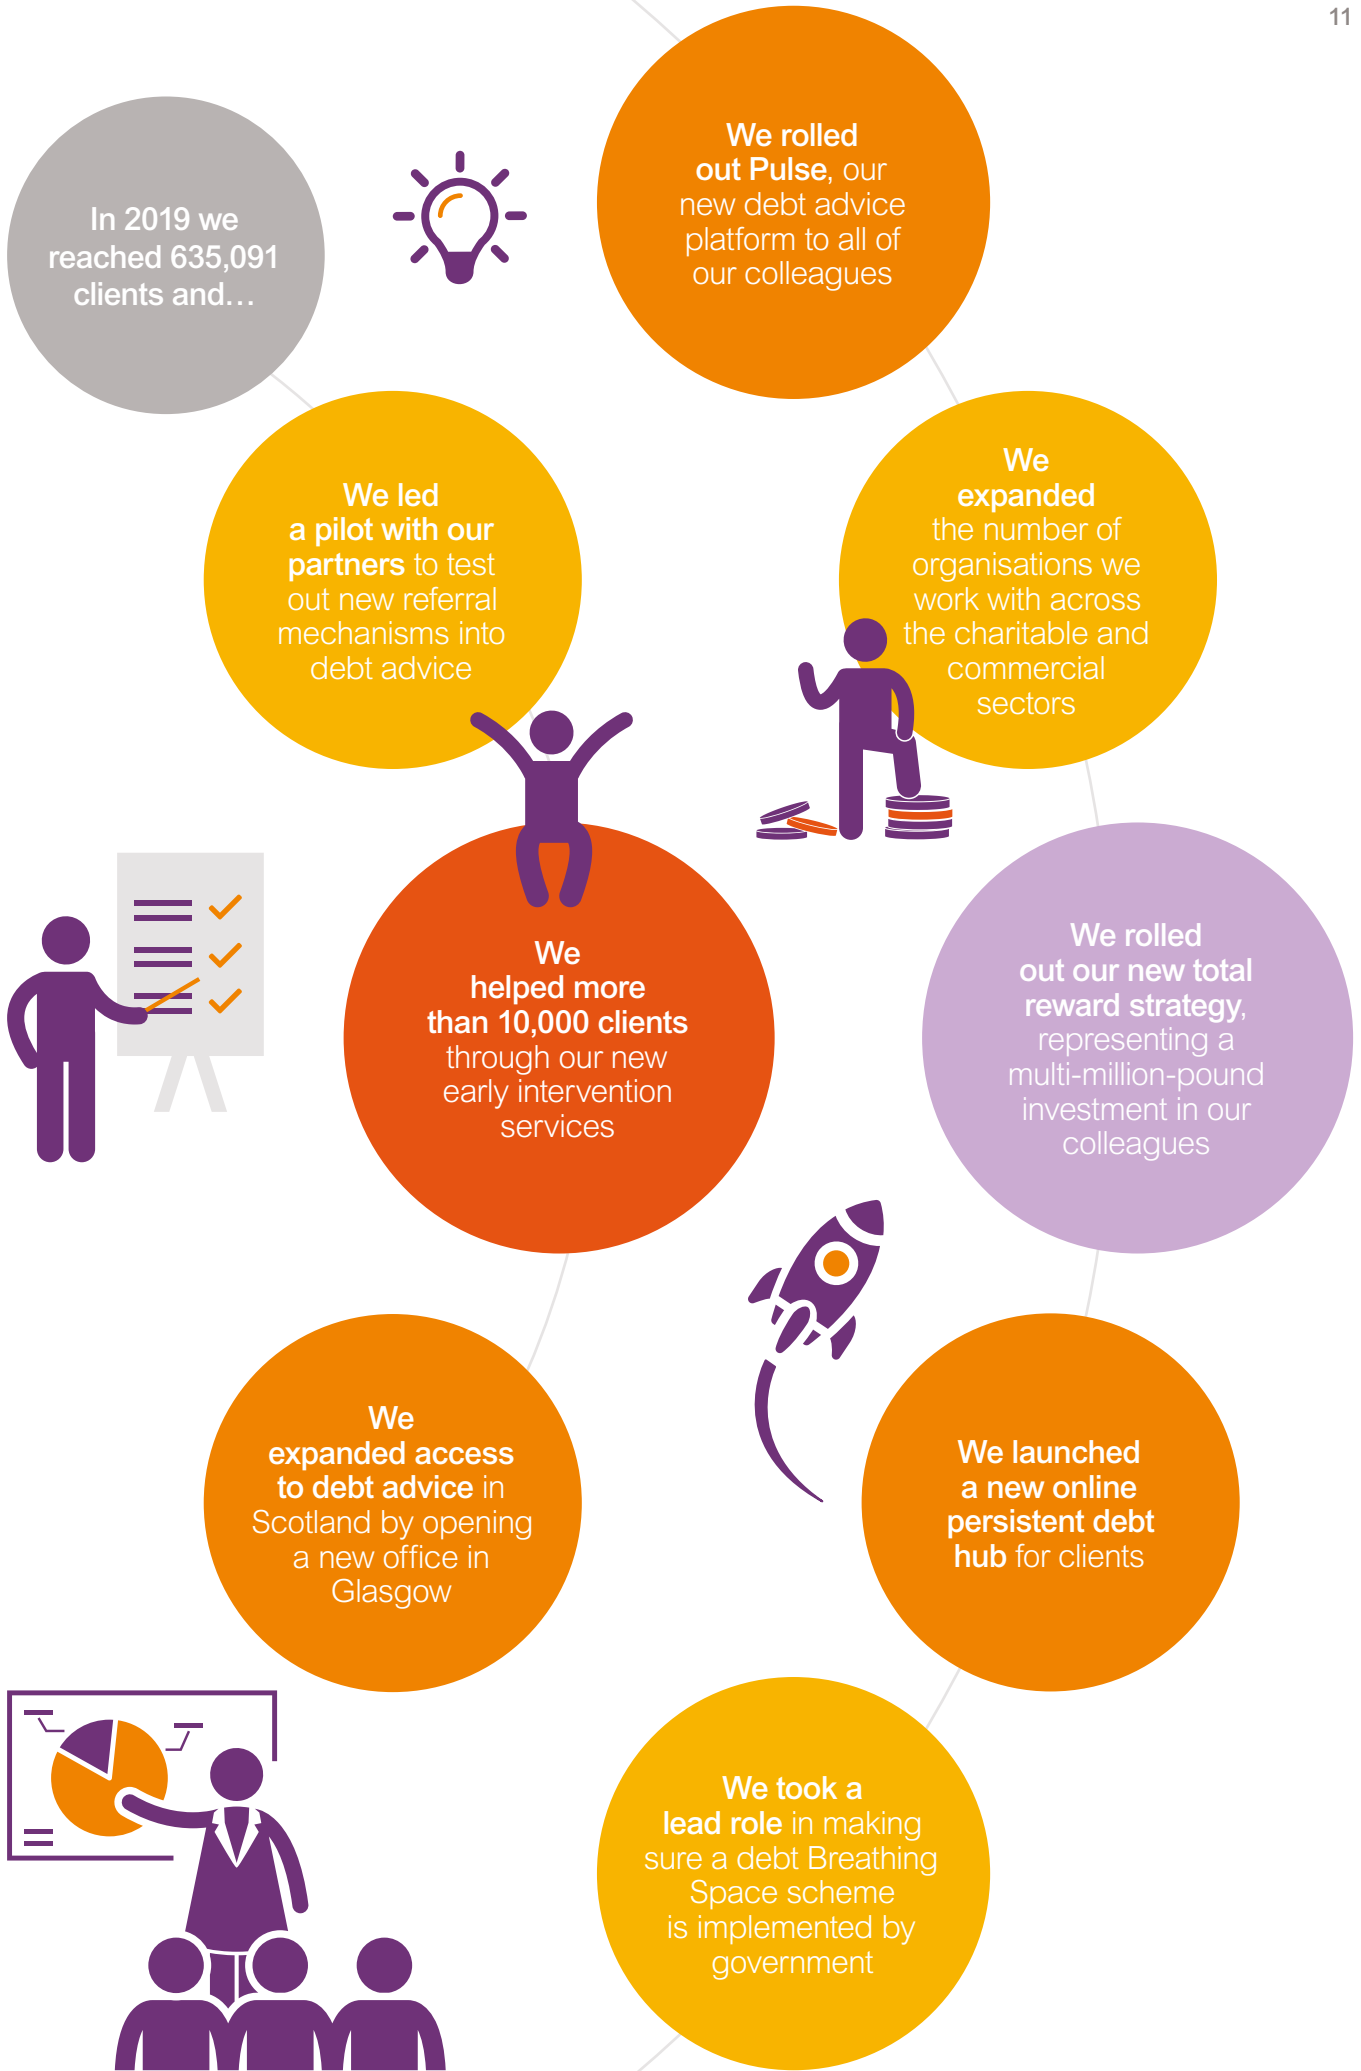 11
In 2019 we
reached 635,091
clients and…
We led
a pilot with our
partners to test
out new referral
mechanisms into
debt advice
We
helped more
than 10,000 clients
through our new
early intervention
services
We
expanded access
to debt advice in
Scotland by opening
a new office in
Glasgow
We rolled
out Pulse, our
new debt advice
platform to all of
our colleagues
We
expanded
the number of
organisations we
work with across
the charitable and
commercial
sectors
We rolled
out our new total
reward strategy,
representing a
multi-million-pound
investment in our
colleagues
We launched
a new online
persistent debt
hub for clients
We took a
lead role in making
sure a debt Breathing
Space scheme
is implemented by
government